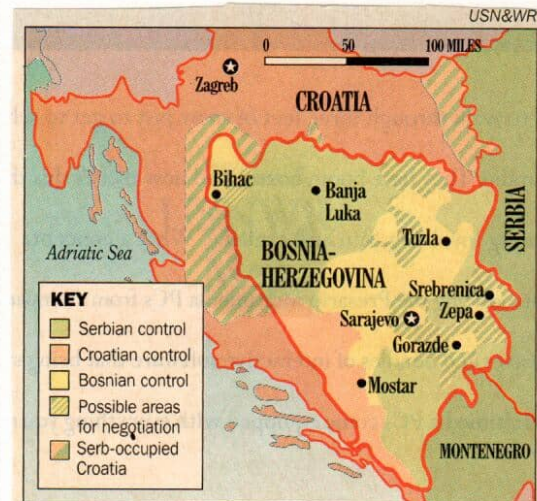 USN&WR
0 50 100 MILES
Zagreb
CROATIA
Bihac
Banja
Luka
SERBIA
Adriatic Sea
BOSNIA-
HERZEGOVINA
Tuzla
Srebrenica
Zepa
Sarajevo
Gorazde
Mostar
MONTENEGRO
KEY
Serbian control
Croatian control
Bosnian control
Possible areas
for negotiation
Serb-occupied
Croatia